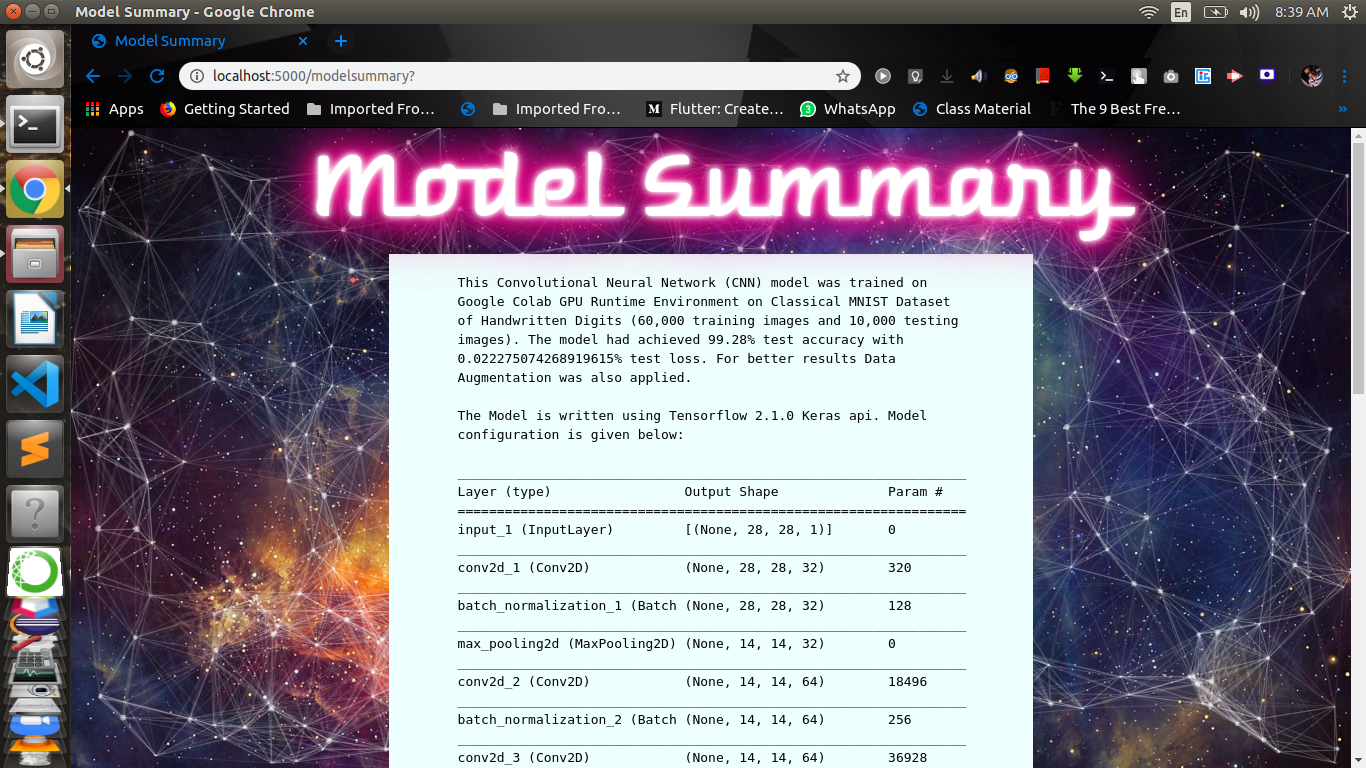 Model Summary - Google Chrome
En
8:39 AM
Model Summary
localhost:5000/modelsummary?
Apps
Getting Started
Imported Fro...
Imported Fro...
M
Flutter: Create...
3
WhatsApp
Class Material
F
The 9 Best Fre...
»
Model Summary
This Convolutional Neural Network (CNN) model was trained on
Google Colab GPU Runtime Environment on Classical MNIST Dataset
of Handwritten Digits (60,000 training images and 10,000 testing
images). The model had achieved 99.28% test accuracy with
0.022275074268919615% test loss. For better results Data
Augmentation was also applied.
The Model is written using Tensorflow 2.1.0 Keras api. Model
configuration is given below:
_________________________________________________________________
Layer (type) Output Shape Param #
=================================================================
input_1 (InputLayer) [(None, 28, 28, 1)] 0
_________________________________________________________________
conv2d_1 (Conv2D) (None, 28, 28, 32) 320
_________________________________________________________________
batch_normalization_1 (Batch (None, 28, 28, 32) 128
_________________________________________________________________
max_pooling2d (MaxPooling2D) (None, 14, 14, 32) 0
_________________________________________________________________
conv2d_2 (Conv2D) (None, 14, 14, 64) 18496
_________________________________________________________________
batch_normalization_2 (Batch (None, 14, 14, 64) 256
_________________________________________________________________
conv2d_3 (Conv2D) (None, 14, 14, 64) 36928